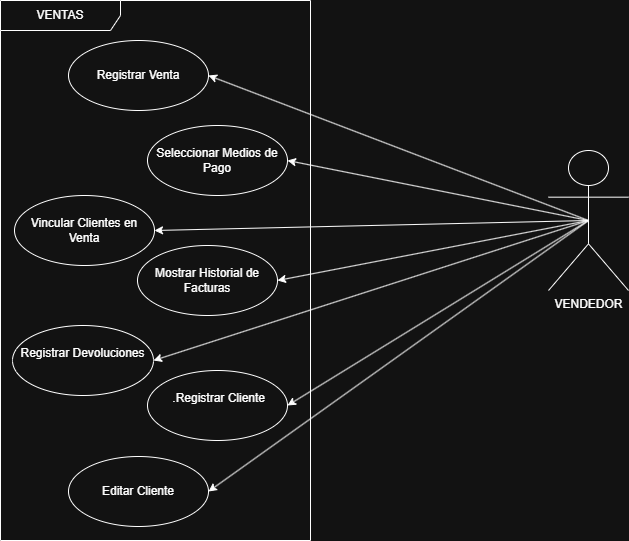 VENTAS
Registrar Venta
Seleccionar Medios de
Pago
Vincular Clientes en
Venta
Mostrar Historial de
Facturas
VENDEDOR
Registrar Devoluciones
.Registrar Cliente
Editar Cliente